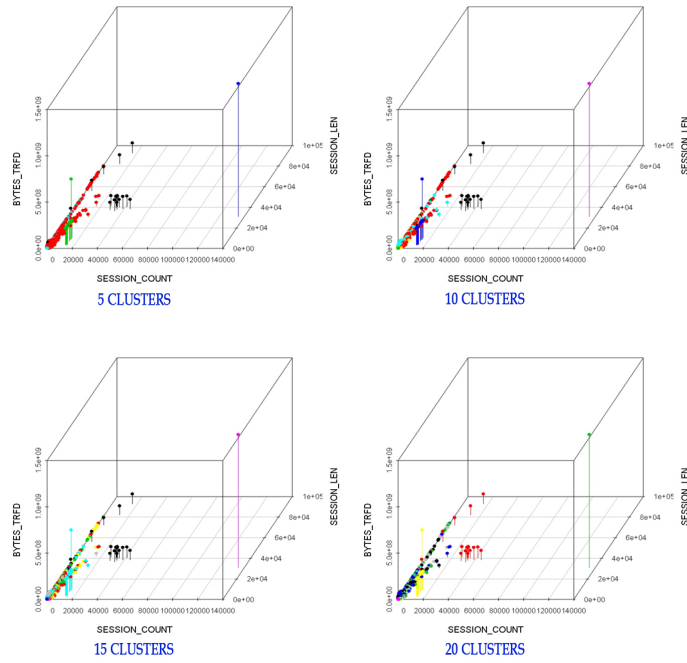 BYTES_TRFD
0.0e+00 5.0e+08 1.0e+09 1.5e+09
SESSION_LEN
0e+00 2e+04 4e+04 6e+04 8e+04 1e+05
0 20000 40000 60000 80000 100000 120000 140000
SESSION_COUNT
5 CLUSTERS
BYTES_TRFD
0.0e+00 5.0e+08 1.0e+09 1.5e+09
SESSION_LEN
0e+00 2e+04 4e+04 6e+04 8e+04 1e+05
0 20000 40000 60000 80000 100000 120000 140000
SESSION_COUNT
10 CLUSTERS
BYTES_TRFD
0.0e+00 5.0e+08 1.0e+09 1.5e+09
SESSION_LEN
0e+00 2e+04 4e+04 6e+04 8e+04 1e+05
0 20000 40000 60000 80000 100000 120000 140000
SESSION_COUNT
15 CLUSTERS
BYTES_TRFD
0.0e+00 5.0e+08 1.0e+09 1.5e+09
SESSION_LEN
0e+00 2e+04 4e+04 6e+04 8e+04 1e+05
0 20000 40000 60000 80000 100000 120000 140000
SESSION_COUNT
20 CLUSTERS